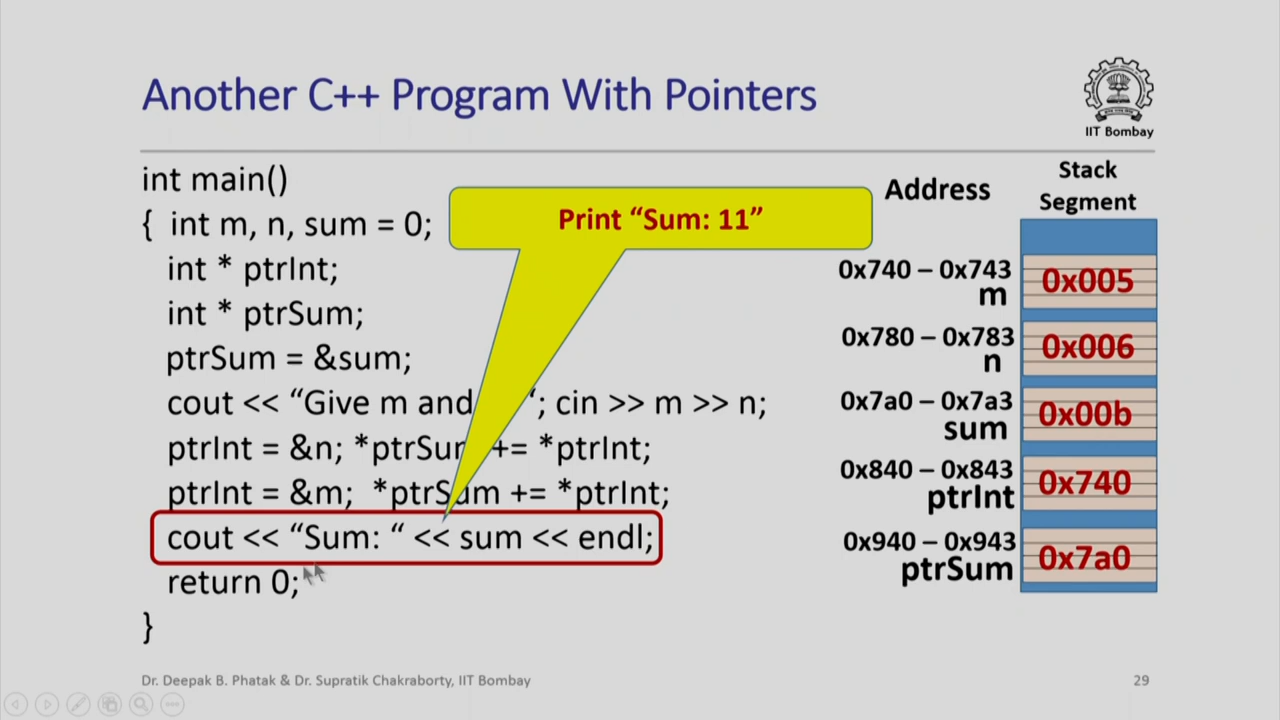 Another C++ Program With Pointers
IIT Bombay
int main()
{ int m, n, sum = 0;
int * ptrInt;
int * ptrSum;
ptrSum = &sum;
cout << “Give m and “; cin >> m >> n;
ptrInt = &n; *ptrSum += *ptrInt;
ptrInt = &m; *ptrSum += *ptrInt;
cout << “Sum: “ << sum << endl;
return 0;
}
Print “Sum: 11”
Address
Stack
Segment
0x740 – 0x743
m
0x005
0x780 – 0x783
n
0x006
0x7a0 – 0x7a3
sum
0x00b
0x840 – 0x843
ptrInt
0x740
0x940 – 0x943
ptrSum
0x7a0
Dr. Deepak B. Phatak & Dr. Supratik Chakraborty, IIT Bombay
29